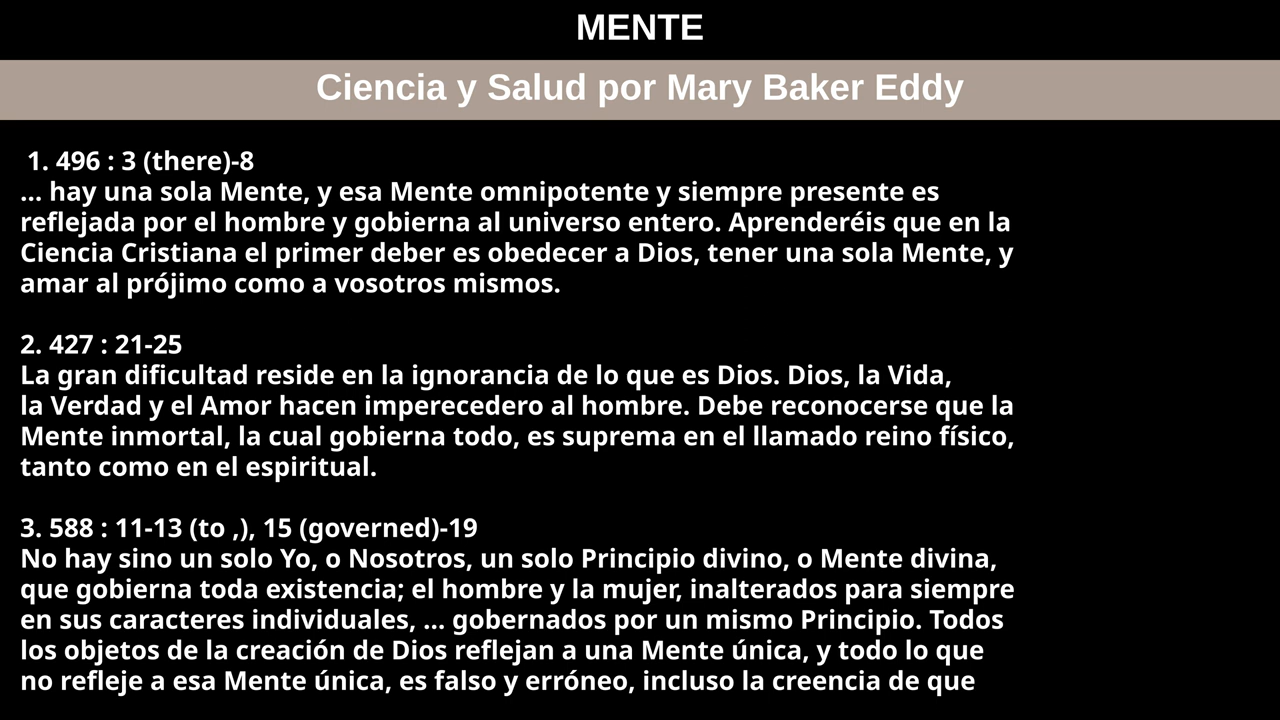 MENTE
Ciencia y Salud por Mary Baker Eddy
1. 496 : 3 (there)-8
... hay una sola Mente, y esa Mente omnipotente y siempre presente es
reflejada por el hombre y gobierna al universo entero. Aprenderéis que en la
Ciencia Cristiana el primer deber es obedecer a Dios, tener una sola Mente, y
amar al prójimo como a vosotros mismos.
2. 427 : 21-25
La gran dificultad reside en la ignorancia de lo que es Dios. Dios, la Vida,
la Verdad y el Amor hacen imperecedero al hombre. Debe reconocerse que la
Mente inmortal, la cual gobierna todo, es suprema en el llamado reino físico,
tanto como en el espiritual.
3. 588 : 11-13 (to ,), 15 (governed)-19
No hay sino un solo Yo, o Nosotros, un solo Principio divino, o Mente divina,
que gobierna toda existencia; el hombre y la mujer, inalterados para siempre
en sus caracteres individuales, ... gobernados por un mismo Principio. Todos
los objetos de la creación de Dios reflejan a una Mente única, y todo lo que
no refleje a esa Mente única, es falso y erróneo, incluso la creencia de que